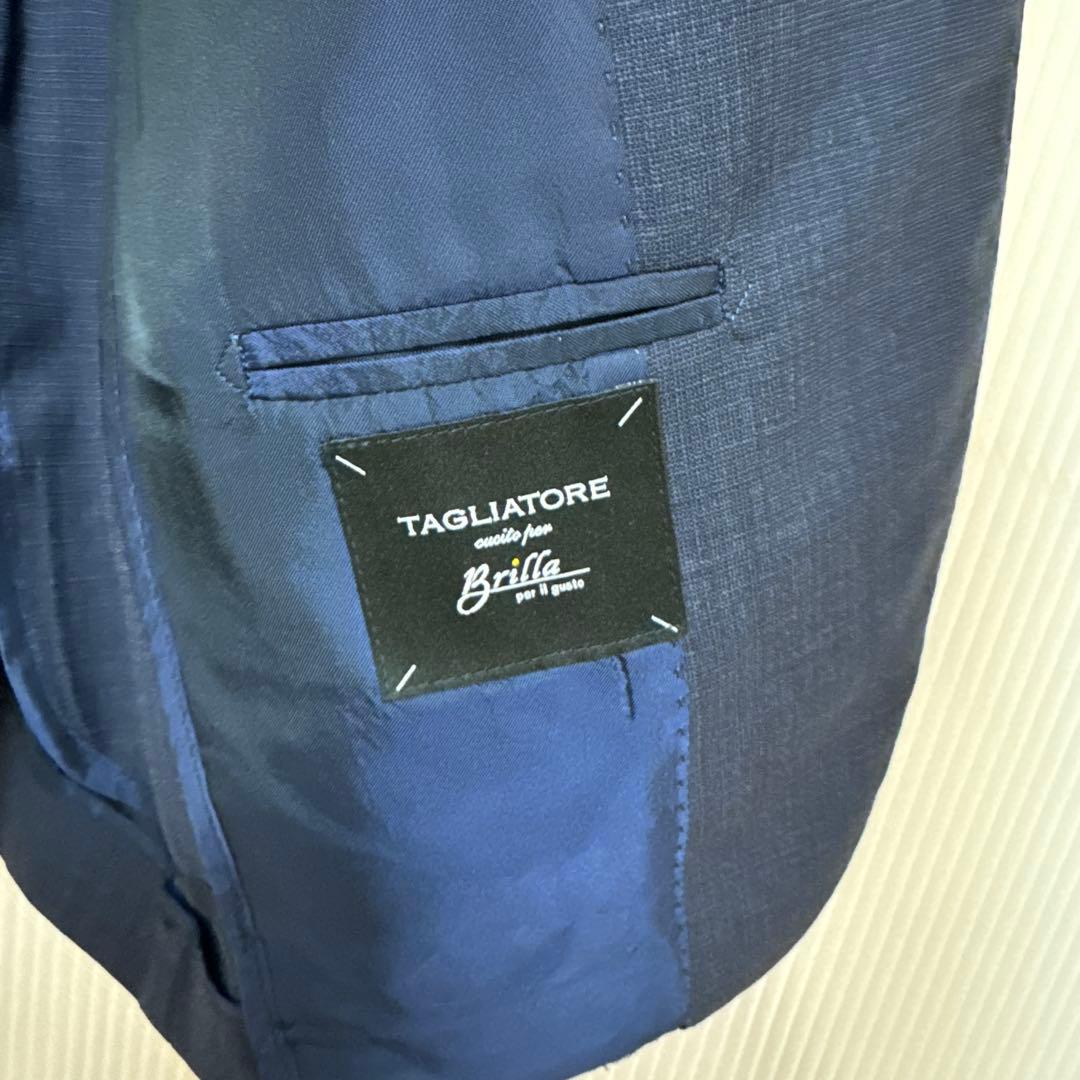 TAGLIATORE
cucito per
Brilla
per il gusto